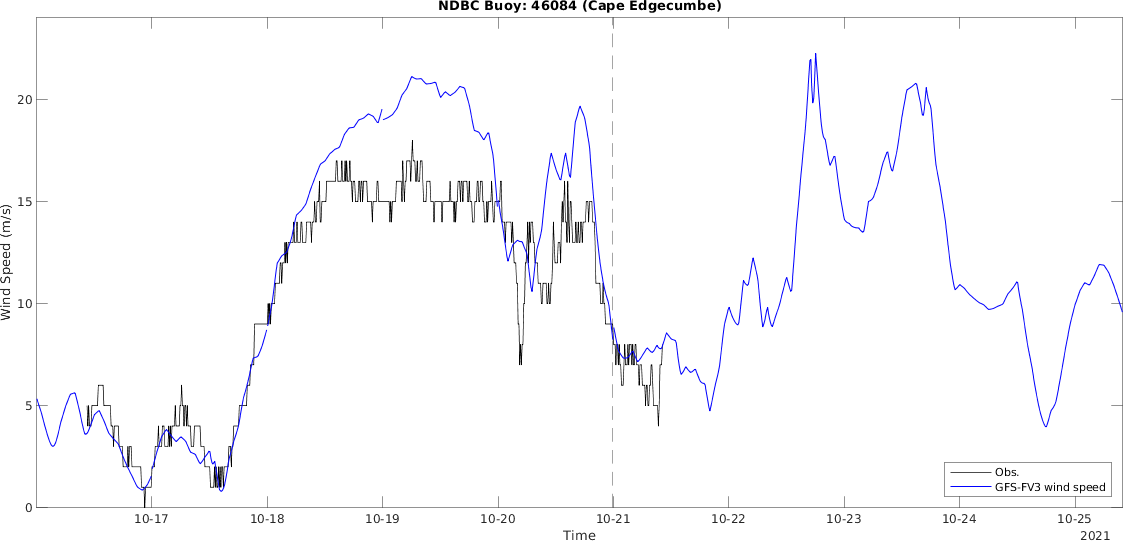 NDBC Buoy: 46084 (Cape Edgecumbe)
20
15
10
5
0
Wind Speed (m/s)
10-17 10-18 10-19 10-20 10-21 10-22 10-23 10-24 10-25
Time
2021
Obs.
GFS-FV3 wind speed